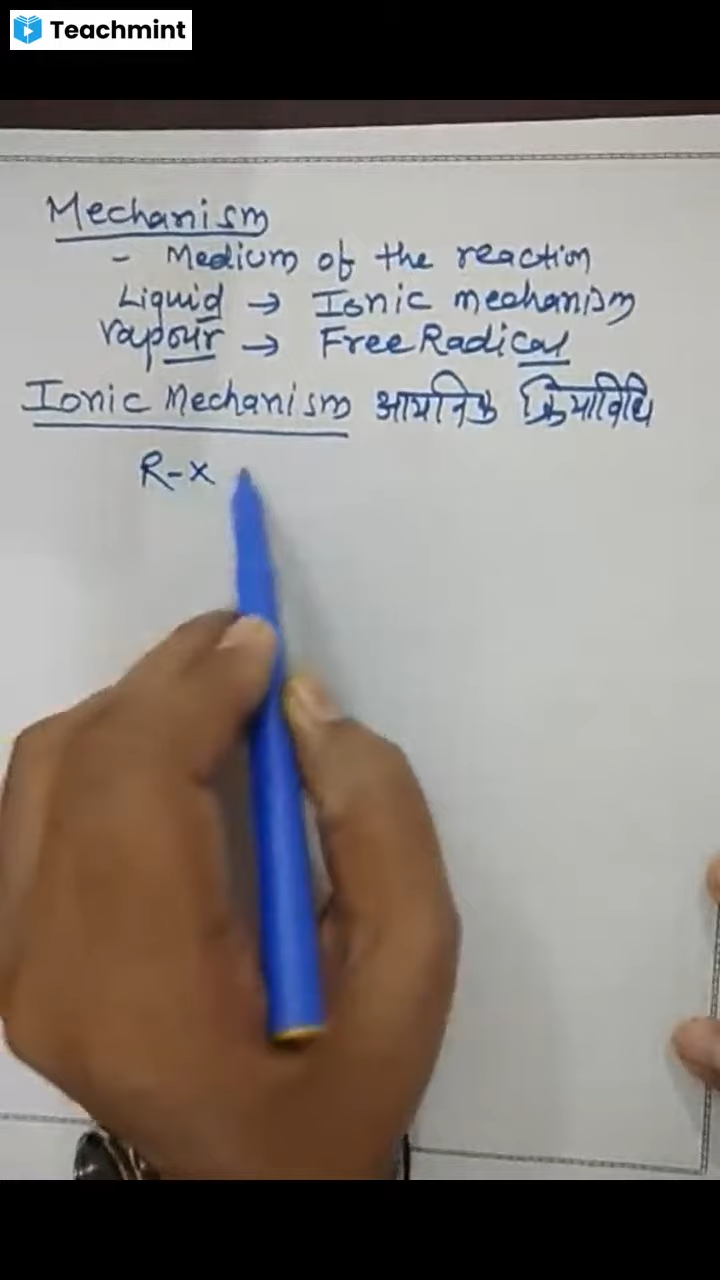 Teachmint
Mechanism
- Medium of the reaction
Liquid → Ionic mechanism
Vapour → Free Radical
Ionic Mechanism आयनिक क्रियाविधि
R-X